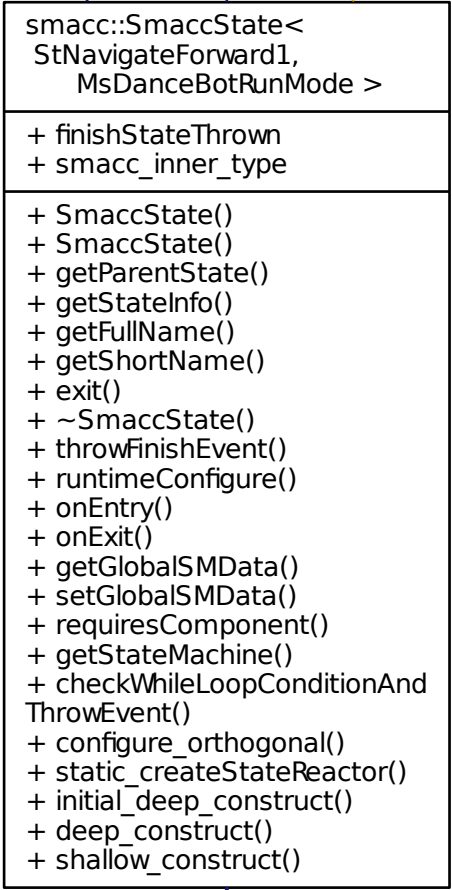 smacc::SmaccState<
StNavigateForward1,
MsDanceBotRunMode >
+ finishStateThrown
+ smacc_inner_type
+ SmaccState()
+ SmaccState()
+ getParentState()
+ getStateInfo()
+ getFullName()
+ getShortName()
+ exit()
+ ~SmaccState()
+ throwFinishEvent()
+ runtimeConfigure()
+ onEntry()
+ onExit()
+ getGlobalSMData()
+ setGlobalSMData()
+ requiresComponent()
+ getStateMachine()
+ checkWhileLoopConditionAnd
ThrowEvent()
+ configure_orthogonal()
+ static_createStateReactor()
+ initial_deep_construct()
+ deep_construct()
+ shallow_construct()